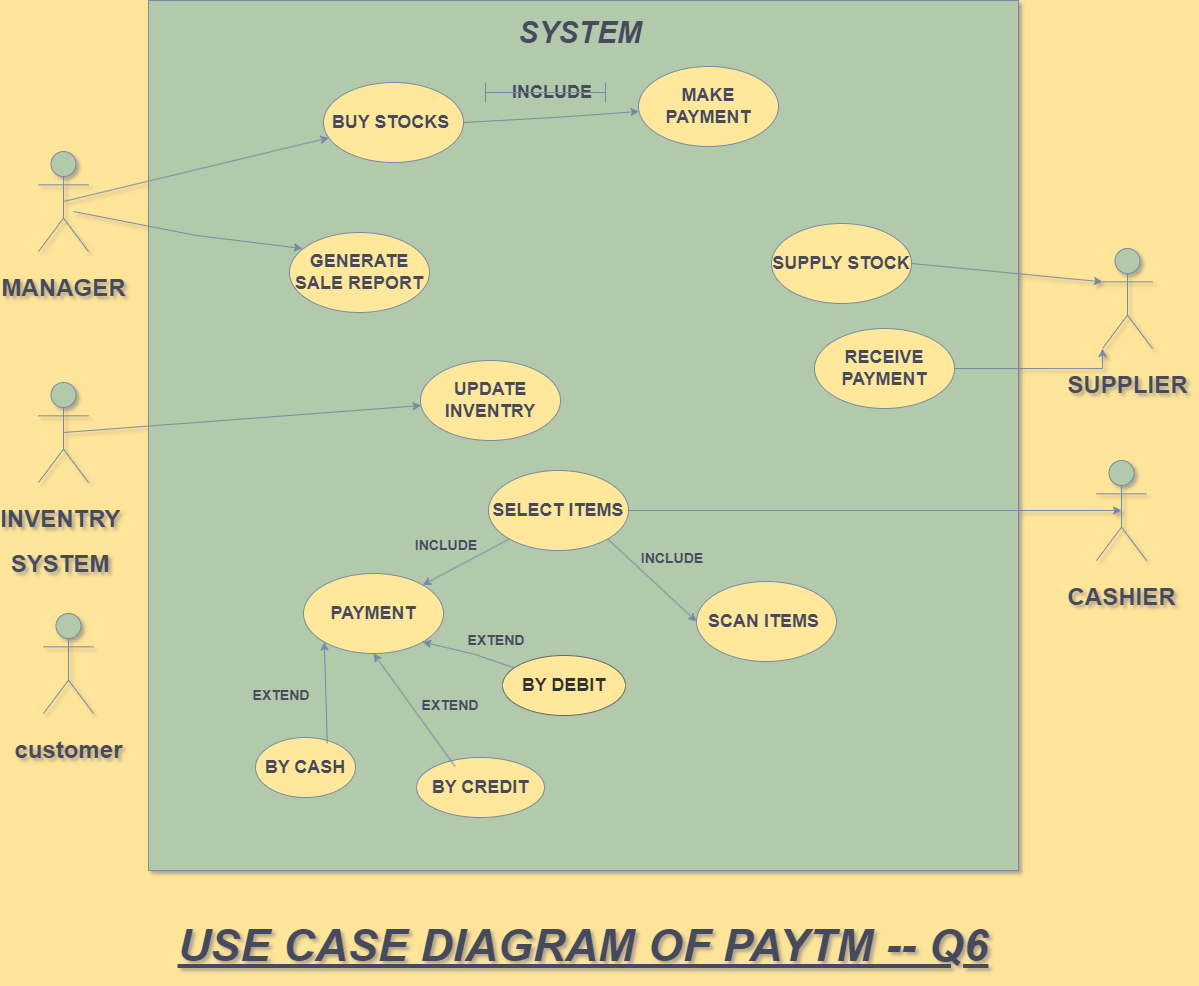 SYSTEM
BUY STOCKS
INCLUDE
MAKE
PAYMENT
MANAGER
GENERATE
SALE REPORT
SUPPLY STOCK
RECEIVE
PAYMENT
SUPPLIER
UPDATE
INVENTRY
INVENTRY
SYSTEM
SELECT ITEMS
INCLUDE
INCLUDE
CASHIER
PAYMENT
SCAN ITEMS
EXTEND
BY DEBIT
EXTEND
EXTEND
customer
BY CASH
BY CREDIT
USE CASE DIAGRAM OF PAYTM -- Q6